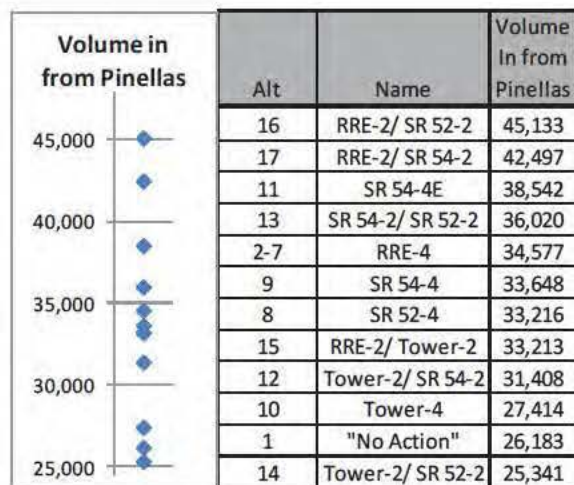 Volume in
from Pinellas
45,000
40,000
35,000
30,000
25,000
Alt Name Volume In from Pinellas
16 RRE-2/ SR 52-2 45,133
17 RRE-2/ SR 54-2 42,497
11 SR 54-4E 38,542
13 SR 54-2/ SR 52-2 36,020
2-7 RRE-4 34,577
9 SR 54-4 33,648
8 SR 52-4 33,216
15 RRE-2/ Tower-2 33,213
12 Tower-2/ SR 54-2 31,408
10 Tower-4 27,414
1 "No Action" 26,183
14 Tower-2/ SR 52-2 25,341